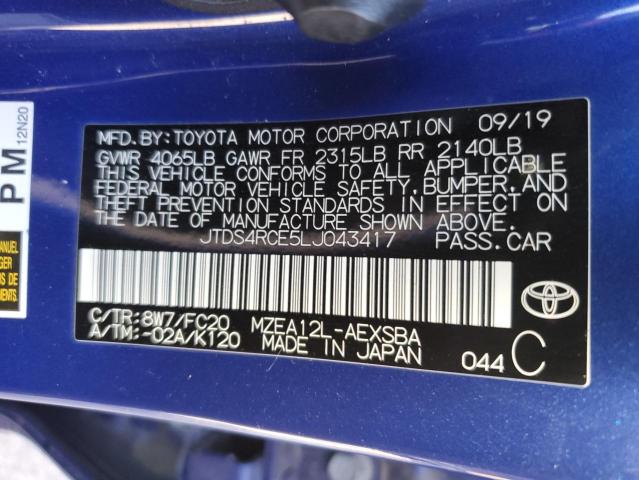 MFD.BY:TOYOTA MOTOR CORPORATION 09/19
GVWR 4065LB GAWR FR 2315LB RR 2140LB
THIS VEHICLE CONFORMS TO ALL APPLICABLE
FEDERAL MOTOR VEHICLE SAFETY,BUMPER,AND
THEFT PREVENTION STANDARDS IN EFFECT ON
THE DATE OF MANUFACTURE SHOWN ABOVE.
JTDS4RCE5LJ043417 PASS.CAR
C/TR:8W7/FC20 MZEA12L-AEXSBA
A/TM:-02A/K120 MADE IN JAPAN 044 C
PM
12N20